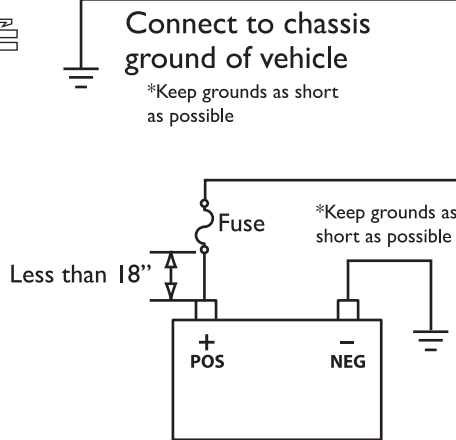 Connect to chassis
ground of vehicle
*Keep grounds as short
as possible
Fuse
*Keep grounds as
short as possible
Less than 18”
+
–
POS
NEG